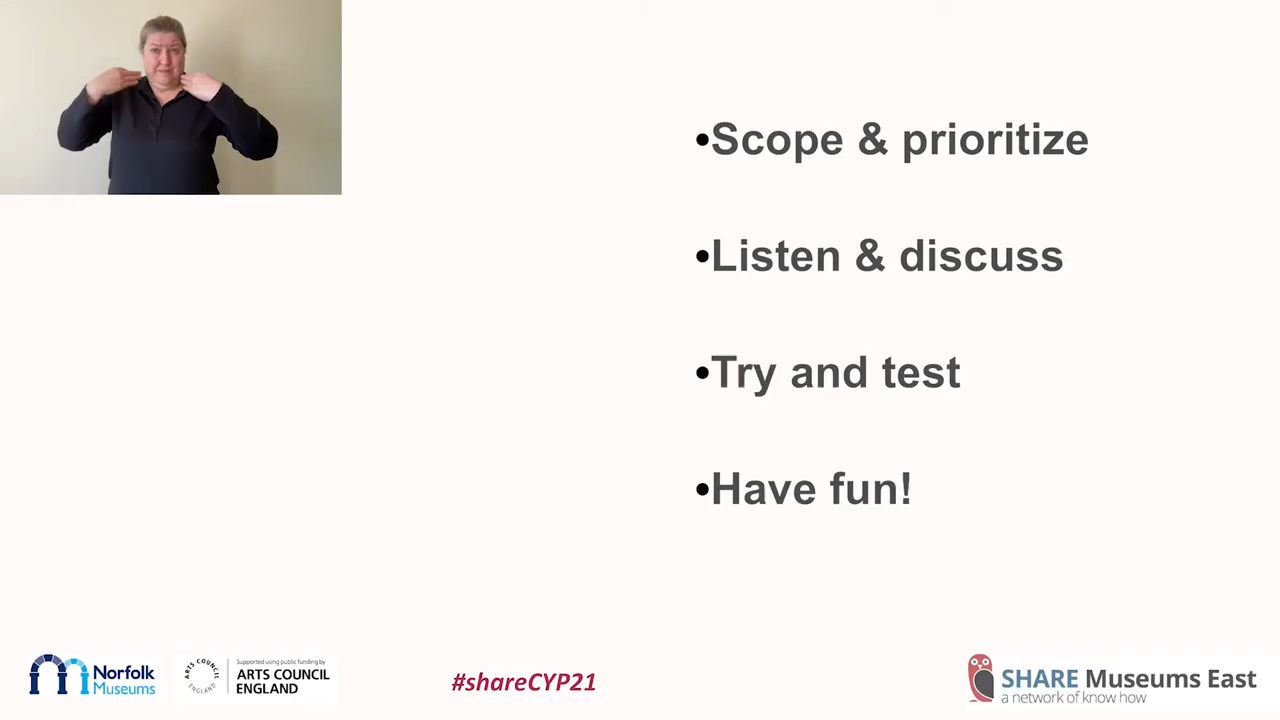 •Scope & prioritize
•Listen & discuss
•Try and test
•Have fun!
Norfolk
Museums
ARTS COUNCIL
ENGLAND
Supported using public funding by
ARTS COUNCIL
ENGLAND
#shareCYP21
SHARE Museums East
a network of know how